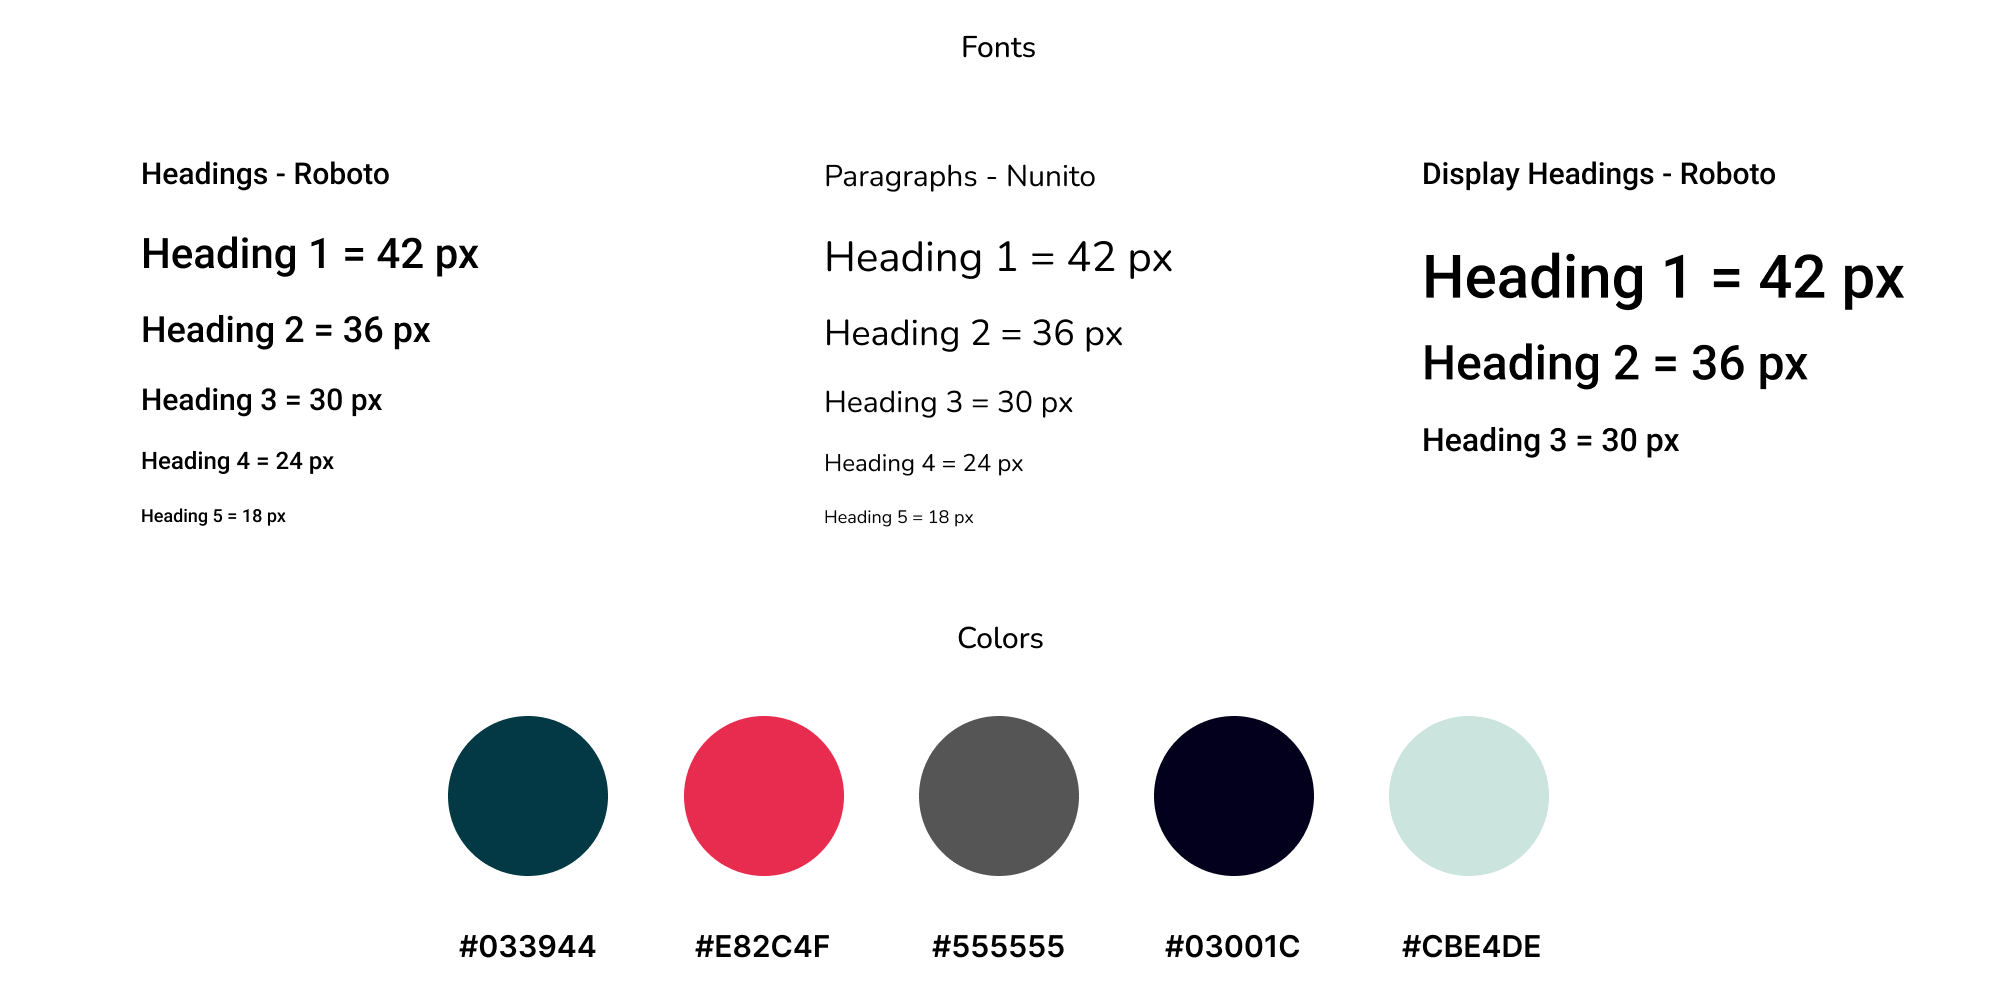 Fonts
Headings - Roboto
Heading 1 = 42 px
Heading 2 = 36 px
Heading 3 = 30 px
Heading 4 = 24 px
Heading 5 = 18 px
Paragraphs - Nunito
Heading 1 = 42 px
Heading 2 = 36 px
Heading 3 = 30 px
Heading 4 = 24 px
Heading 5 = 18 px
Display Headings - Roboto
Heading 1 = 42 px
Heading 2 = 36 px
Heading 3 = 30 px
Colors
#033944
#E82C4F
#555555
#03001C
#CBE4DE